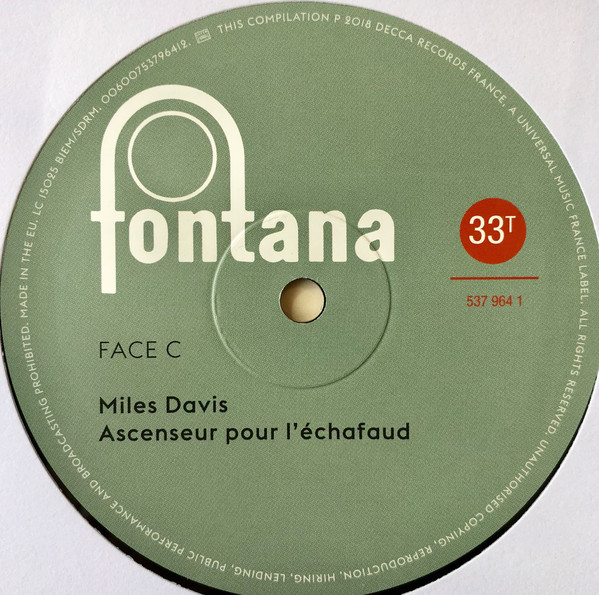 THIS COMPILATION P 2018 DECCA RECORDS FRANCE, A UNIVERSAL MUSIC FRANCE LABEL. ALL RIGHTS RESERVED. UNAUTHORISED COPYING, REPRODUCTION, HIRING, LENDING, PUBLIC PERFORMANCE AND BROADCASTING PROHIBITED. MADE IN THE EU. LC 15025 BIEM/SDRM. 00600753796412.
fontana
33T
537 964 1
FACE C
Miles Davis
Ascenseur pour l'échafaud